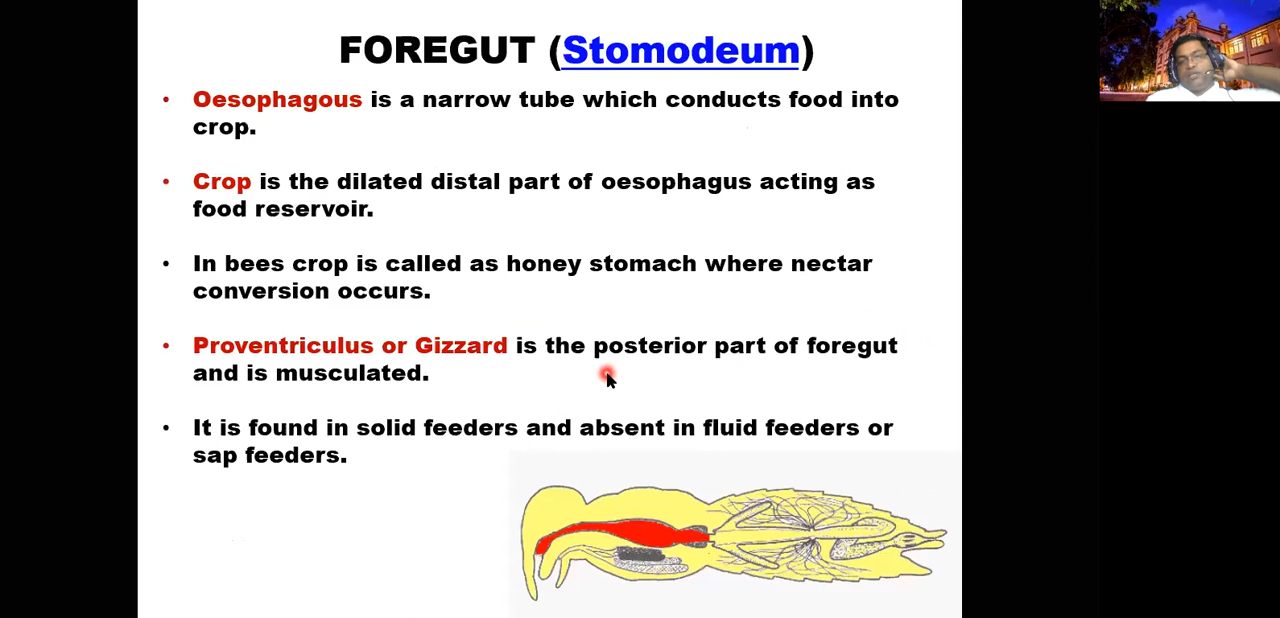 FOREGUT (Stomodeum)
• Oesophagous is a narrow tube which conducts food into
crop.
• Crop is the dilated distal part of oesophagus acting as
food reservoir.
• In bees crop is called as honey stomach where nectar
conversion occurs.
• Proventriculus or Gizzard is the posterior part of foregut
and is musculated.
• It is found in solid feeders and absent in fluid feeders or
sap feeders.